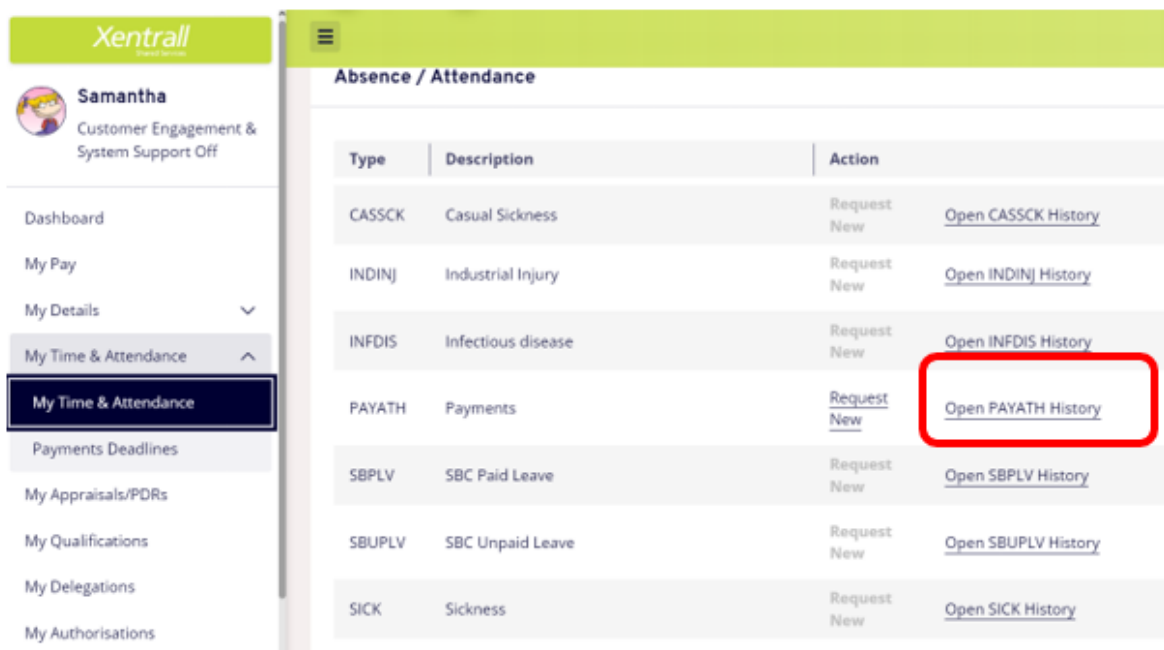 Xentrall
Shared Services
Samantha
Customer Engagement &
System Support Off
Dashboard
My Pay
My Details
My Time & Attendance
My Time & Attendance
Payments Deadlines
My Appraisals/PDRs
My Qualifications
My Delegations
My Authorisations
Absence / Attendance
Type Description Action
CASSCK Casual Sickness Request New Open CASSCK History
INDINJ Industrial Injury Request New Open INDINJ History
INFDIS Infectious disease Request New Open INFDIS History
PAYATH Payments Request New Open PAYATH History
SBPLV SBC Paid Leave Request New Open SBPLV History
SBUPLV SBC Unpaid Leave Request New Open SBUPLV History
SICK Sickness Request New Open SICK History